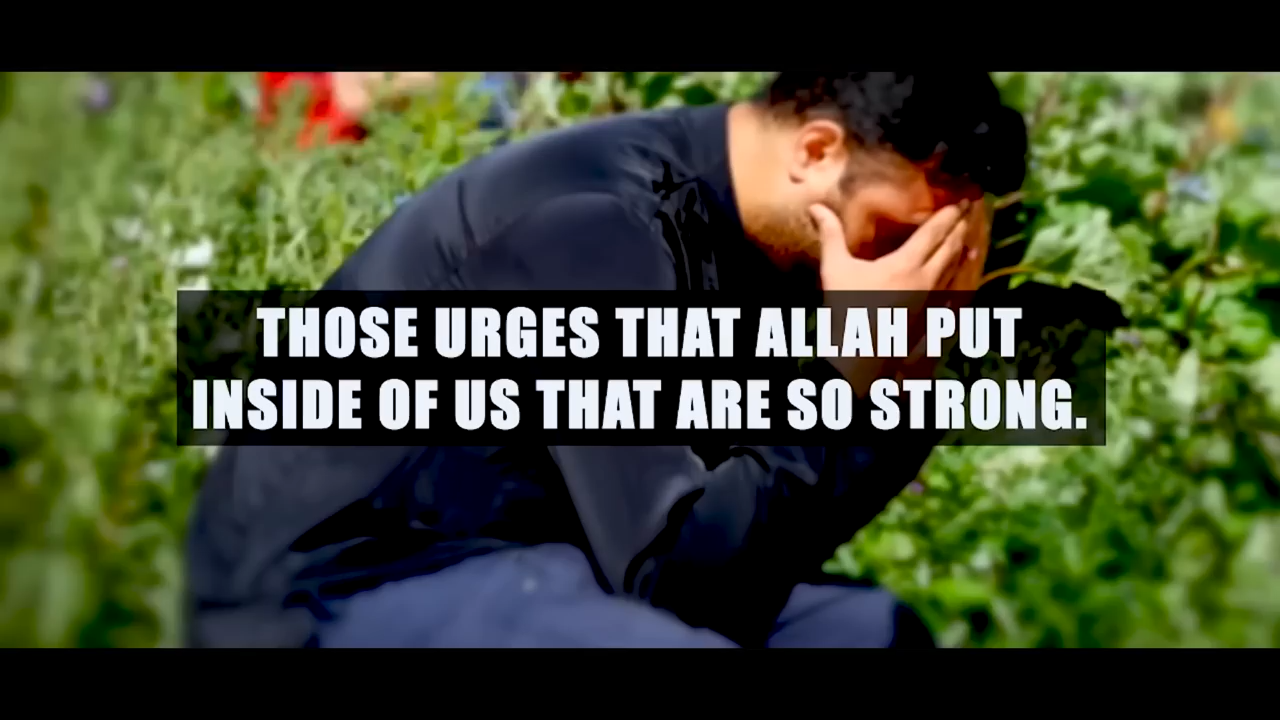 THOSE URGES THAT ALLAH PUT
INSIDE OF US THAT ARE SO STRONG.